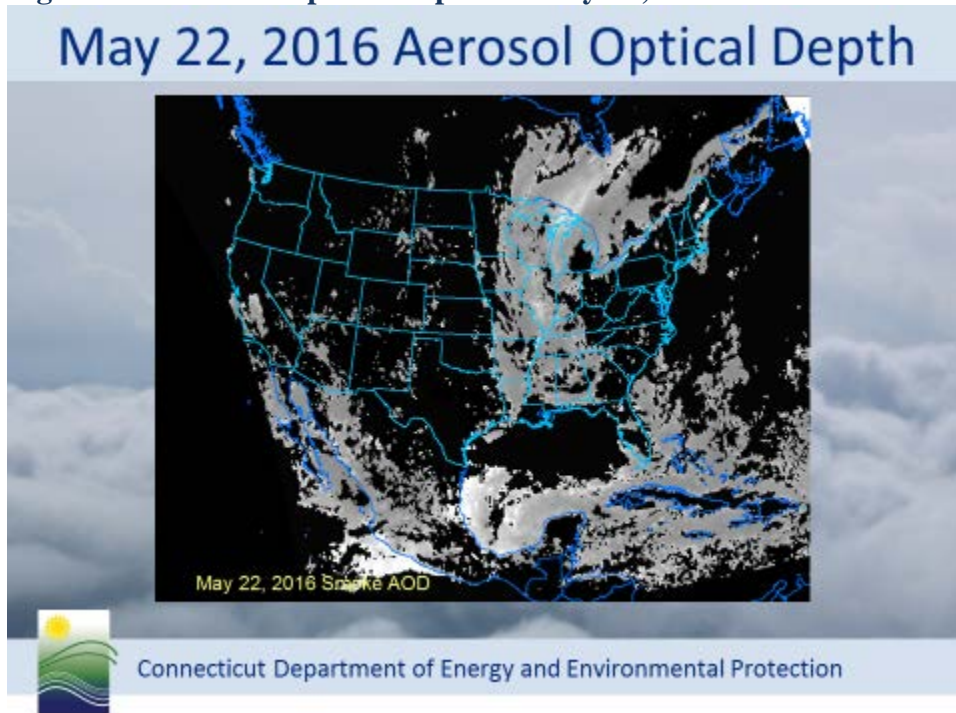 May 22, 2016 Aerosol Optical Depth
May 22, 2016 Smoke AOD
Connecticut Department of Energy and Environmental Protection